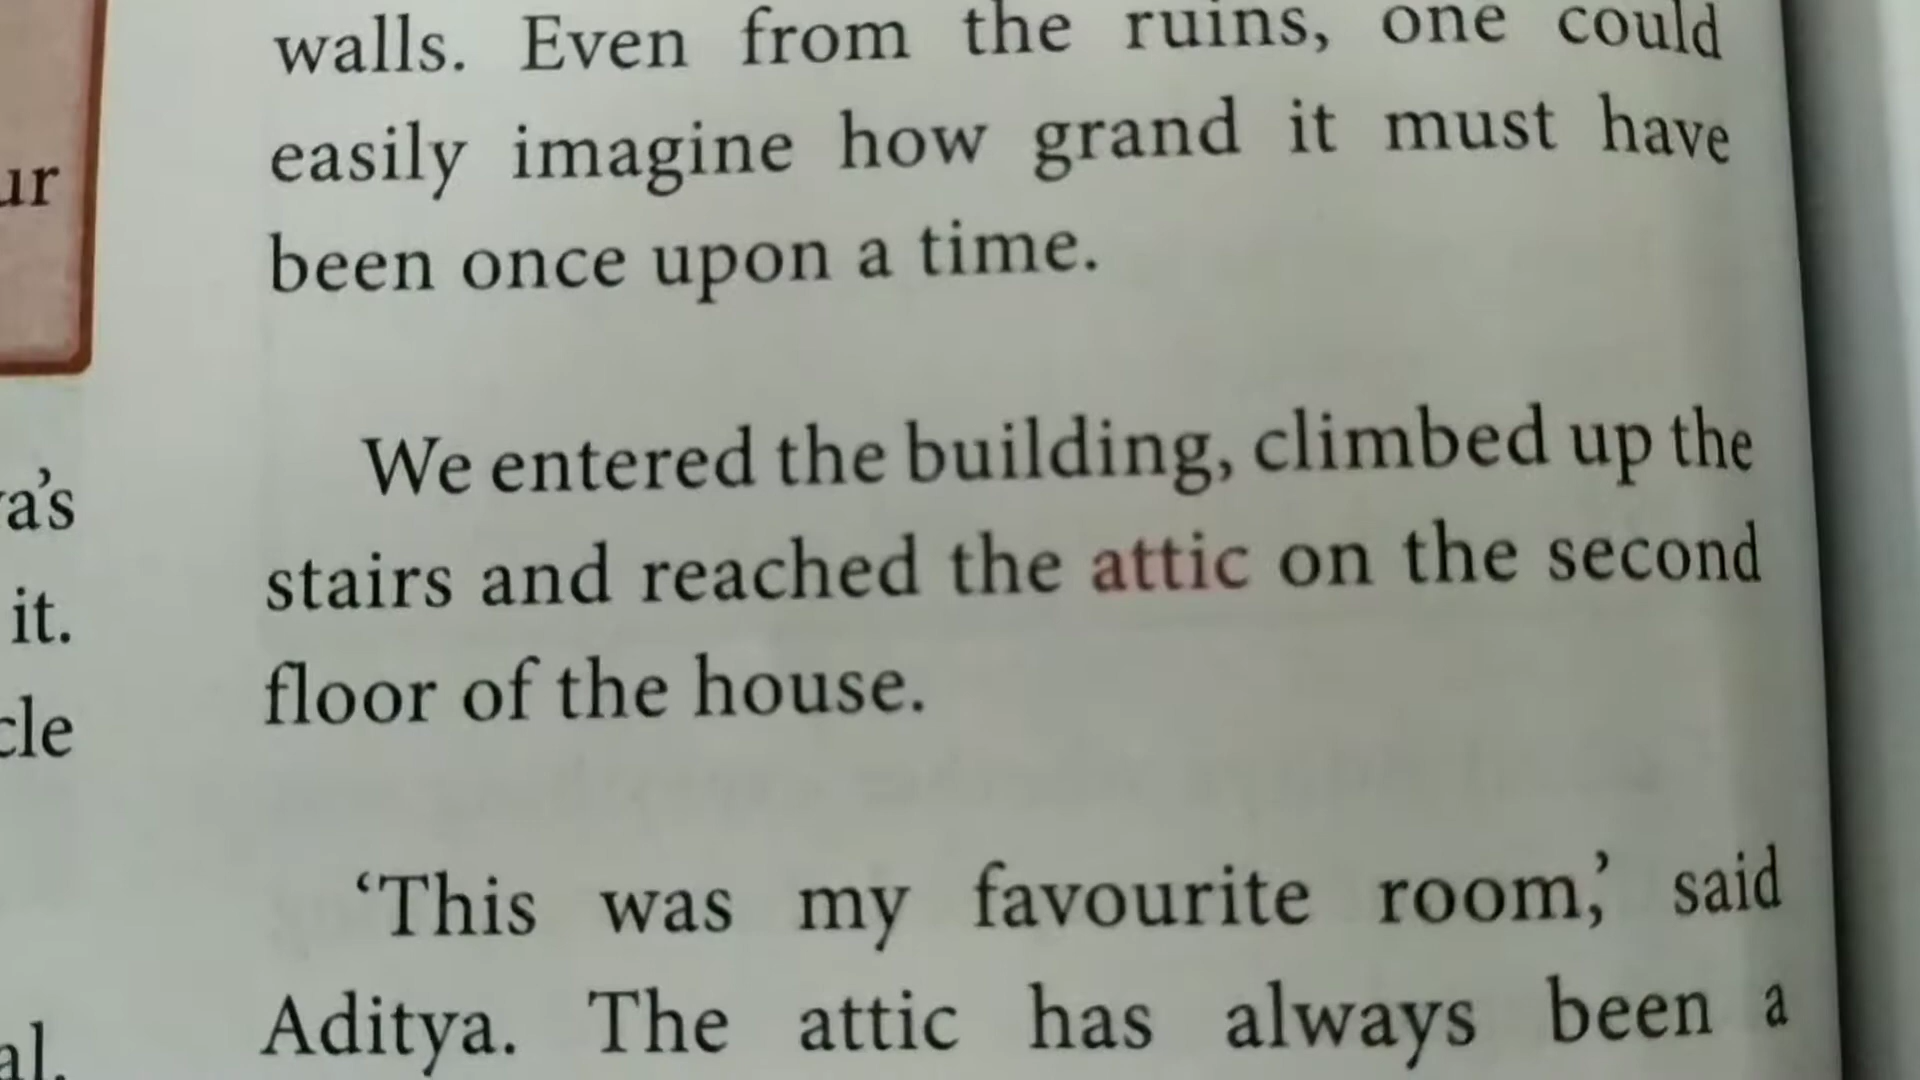 walls. Even from the ruins, one could
easily imagine how grand it must have
been once upon a time.
We entered the building, climbed up the
stairs and reached the attic on the second
floor of the house.
‘This was my favourite room,’ said
Aditya. The attic has always been a
it.